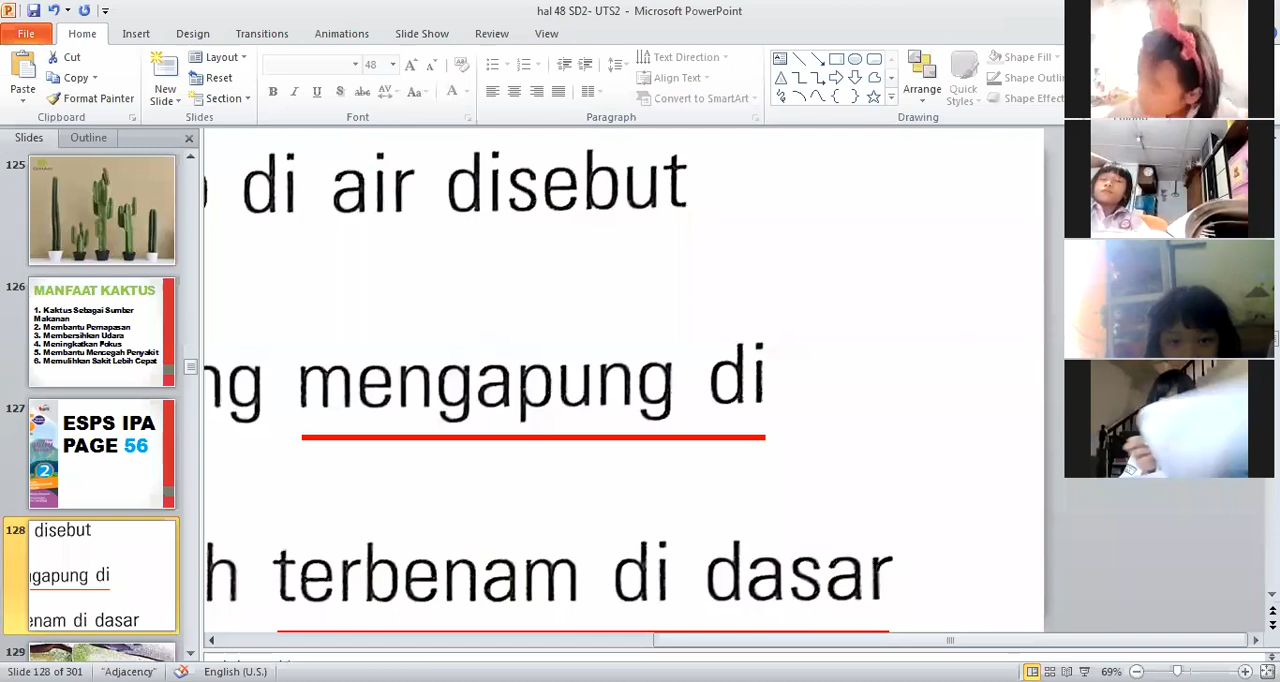 hal 48 SD2- UTS2 - Microsoft PowerPoint
File Home Insert Design Transitions Animations Slide Show Review View
Paste
Cut
Copy
Format Painter
Clipboard
New Slide
Layout
Reset
Section
Slides
48
Font
Text Direction
Align Text
Convert to SmartArt
Paragraph
Arrange
Quick Styles
Shape Fill
Shape Outlin
Shape Effect
Drawing
Slides Outline
125
126
MANFAAT KAKTUS
1. Kaktus Sebagai Sumber Makanan
2. Membantu Pernapasan
3. Membersihkan Udara
4. Meningkatkan Fokus
5. Membantu Mencegah Penyakit
6. Memulihkan Sakit Lebih Cepat
127
ESPS IPA
PAGE 56
2
128
disebut
ngapung di
enam di dasar
129
di air disebut
ng mengapung di
h terbenam di dasar
Slide 128 of 301 "Adjacency" English (U.S.) 69%